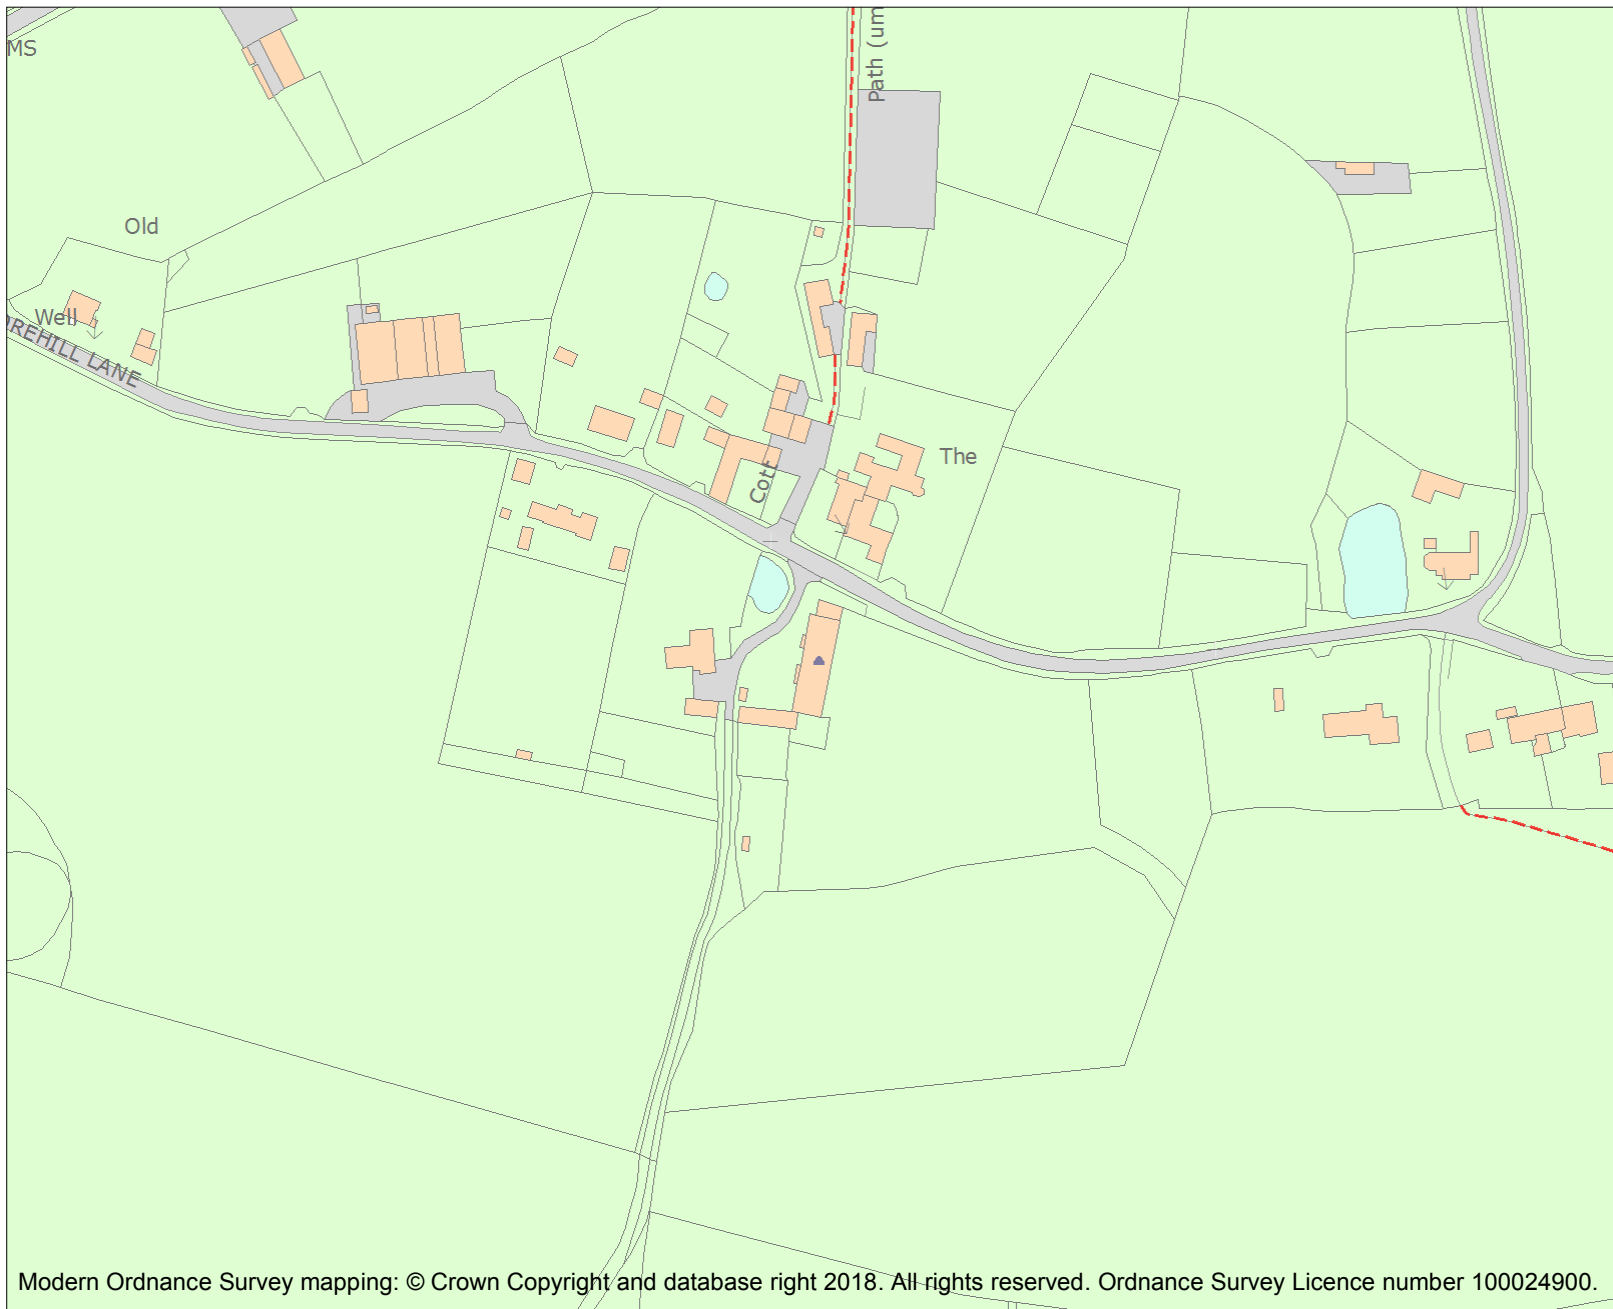 MS
Path (um
Old
Well
OREHILL LANE
Cott
The
Modern Ordnance Survey mapping: © Crown Copyright and database right 2018. All rights reserved. Ordnance Survey Licence number 100024900.